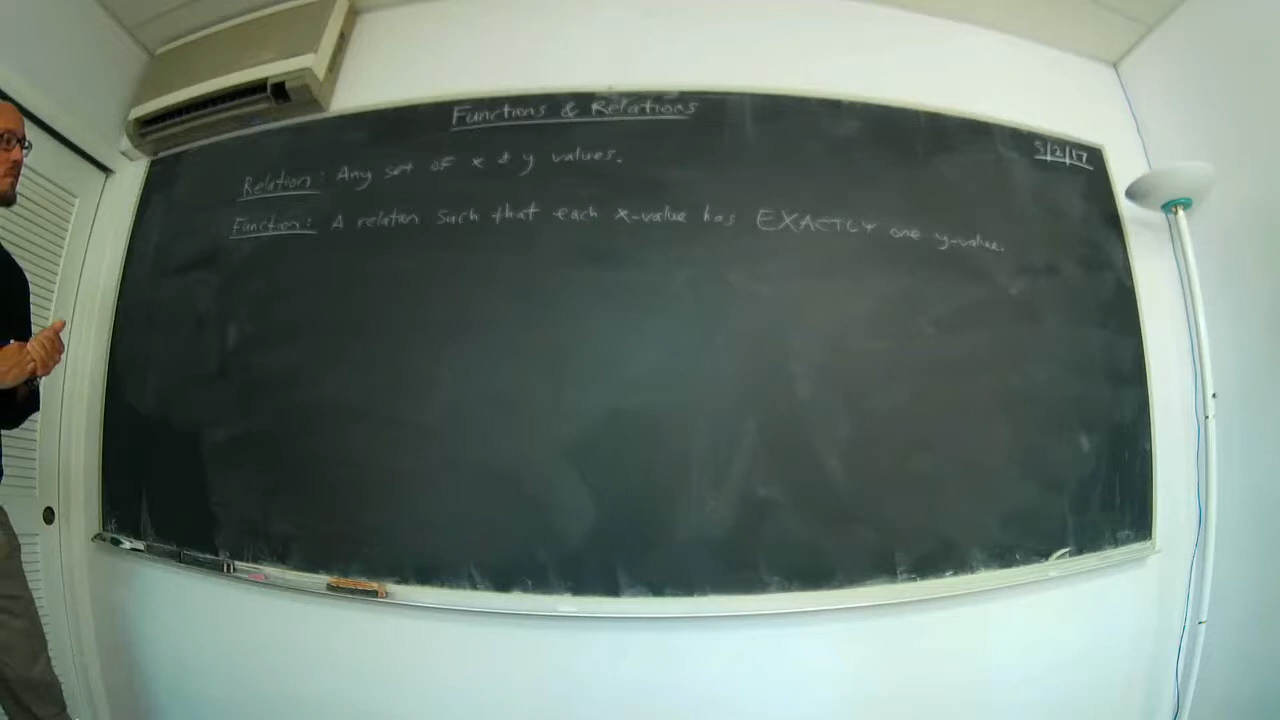 Functions & Relations
5/2/17
Relation: Any set of x & y values.
Function: A relation such that each x-value has EXACTLY one y-value.